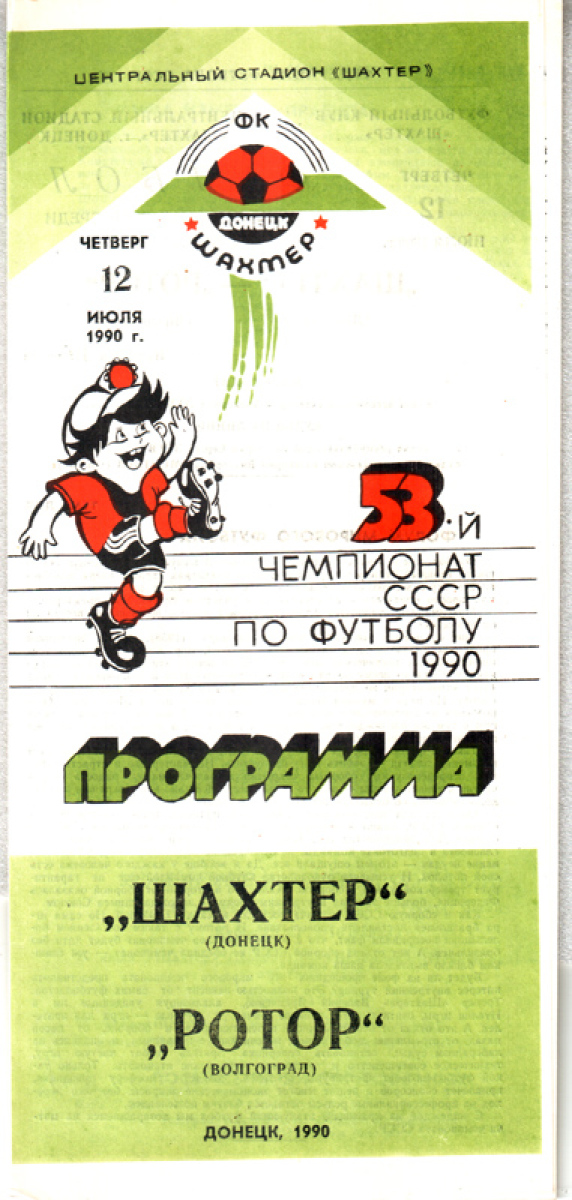 ЦЕНТРАЛЬНЫЙ СТАДИОН «ШАХТЕР»
ФК
ДОНЕЦК
ШАХТЕР
ЧЕТВЕРГ
12
ИЮЛЯ
1990 г.
53-й
ЧЕМПИОНАТ
СССР
ПО ФУТБОЛУ
1990
ПРОГРАММА
„ШАХТЕР“
(ДОНЕЦК)
„РОТОР“
(ВОЛГОГРАД)
ДОНЕЦК, 1990